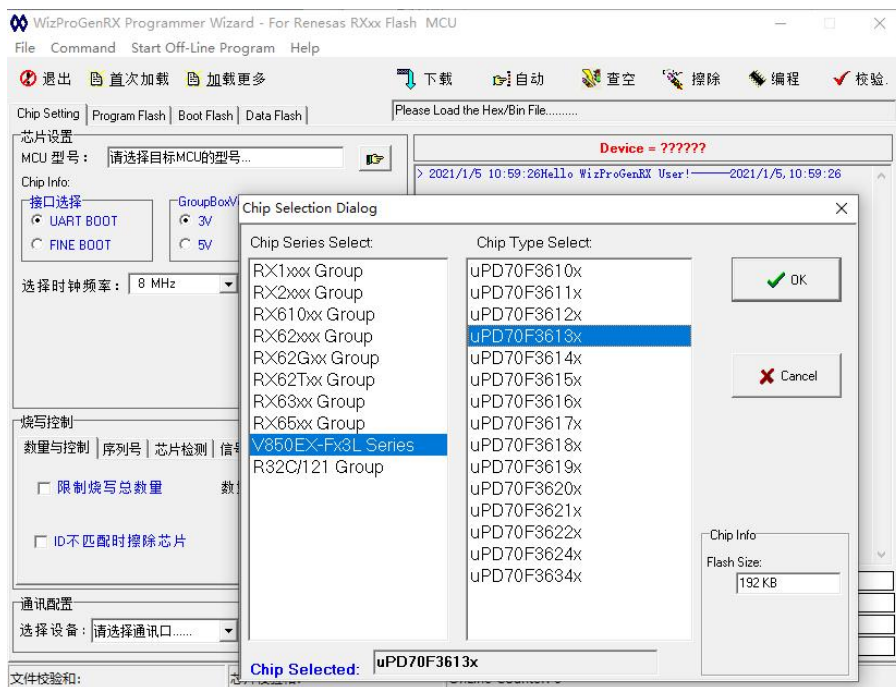 WizProGenRX Programmer Wizard - For Renesas RXxx Flash MCU
File Command Start Off-Line Program Help
退出 首次加载 加载更多 下载 自动 查空 擦除 编程 校验.
Chip Setting Program Flash Boot Flash Data Flash
Please Load the Hex/Bin File..........
芯片设置
MCU 型号： 请选择目标MCU的型号...
Device = ??????
> 2021/1/5 10:59:26Hello WizProGenRX User!————2021/1/5,10:59:26
Chip Info:
接口选择
UART BOOT
FINE BOOT
3V
5V
选择时钟频率： 8 MHz
烧写控制
数量与控制 序列号 芯片检测
限制烧写总数量
ID不匹配时擦除芯片
通讯配置
选择设备： 请选择通讯口......
文件校验和:
Chip Selection Dialog
Chip Series Select:
RX1xxx Group
RX2xxx Group
RX610xx Group
RX62xxx Group
RX62Gxx Group
RX62Txx Group
RX63xx Group
RX65xx Group
V850EX-Fx3L Series
R32C/121 Group
Chip Type Select:
uPD70F3610x
uPD70F3611x
uPD70F3612x
uPD70F3613x
uPD70F3614x
uPD70F3615x
uPD70F3616x
uPD70F3617x
uPD70F3618x
uPD70F3619x
uPD70F3620x
uPD70F3621x
uPD70F3622x
uPD70F3624x
uPD70F3634x
OK
Cancel
Chip Info
Flash Size:
192 KB
Chip Selected: uPD70F3613x